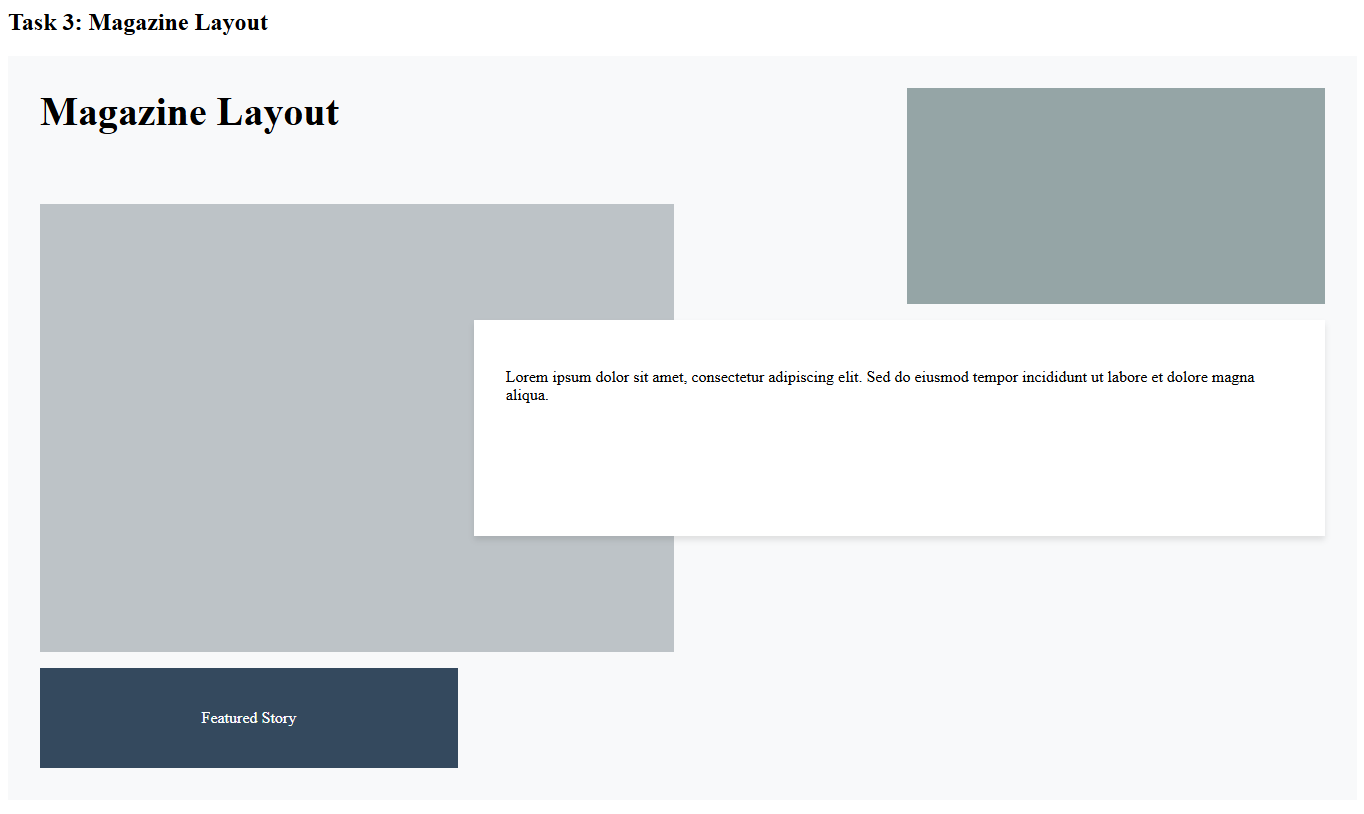 Task 3: Magazine Layout
Magazine Layout
Lorem ipsum dolor sit amet, consectetur adipiscing elit. Sed do eiusmod tempor incididunt ut labore et dolore magna
aliqua.
Featured Story